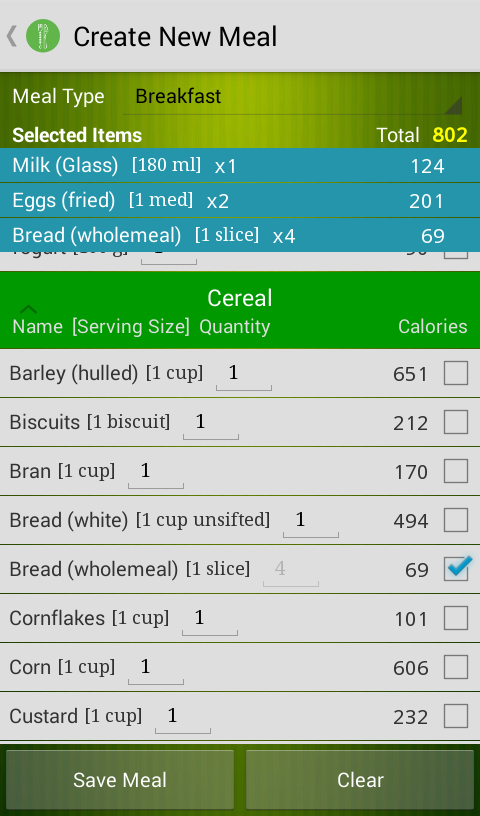 Create New Meal
Meal Type Breakfast
Selected Items Total 802
Milk (Glass) [180 ml] x1 124
Eggs (fried) [1 med] x2 201
Bread (wholemeal) [1 slice] x4 69
Cereal
Name [Serving Size] Quantity Calories
Barley (hulled) [1 cup] 1 651
Biscuits [1 biscuit] 1 212
Bran [1 cup] 1 170
Bread (white) [1 cup unsifted] 1 494
Bread (wholemeal) [1 slice] 4 69
Cornflakes [1 cup] 1 101
Corn [1 cup] 1 606
Custard [1 cup] 1 232
Save Meal Clear